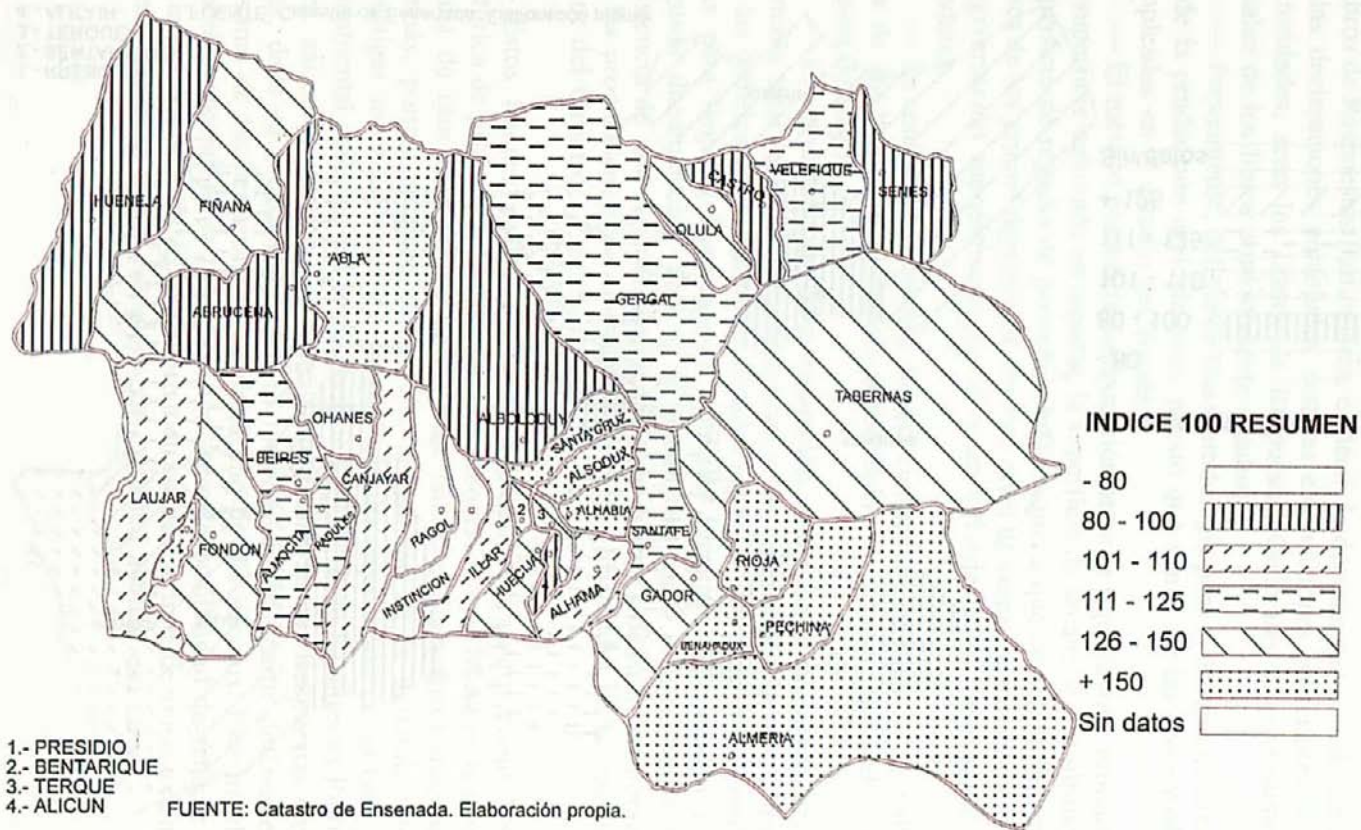 HUENEJA
FIÑANA
ABLA
ABRUCENA
GERGAL
OLULA
CASTRO
VELEFIQUE
SENES
TABERNAS
ALBOLODUY
SANTA CRUZ
ALSODUX
ALHABIA
SANTAFE
RIOJA
OHANES
BEIRES
CANJAYAR
LAUJAR
FONDON
ALMOCITA
PADULES
RAGOL
INSTINCION
ILLAR
2
3
HUECIJA
ALHAMA
GADOR
BENAHADUX
PECHINA
ALMERIA
INDICE 100 RESUMEN
- 80
80 - 100
101 - 110
111 - 125
126 - 150
+ 150
Sin datos
1.- PRESIDIO
2.- BENTARIQUE
3.- TERQUE
4.- ALICUN
FUENTE: Catastro de Ensenada. Elaboración propia.